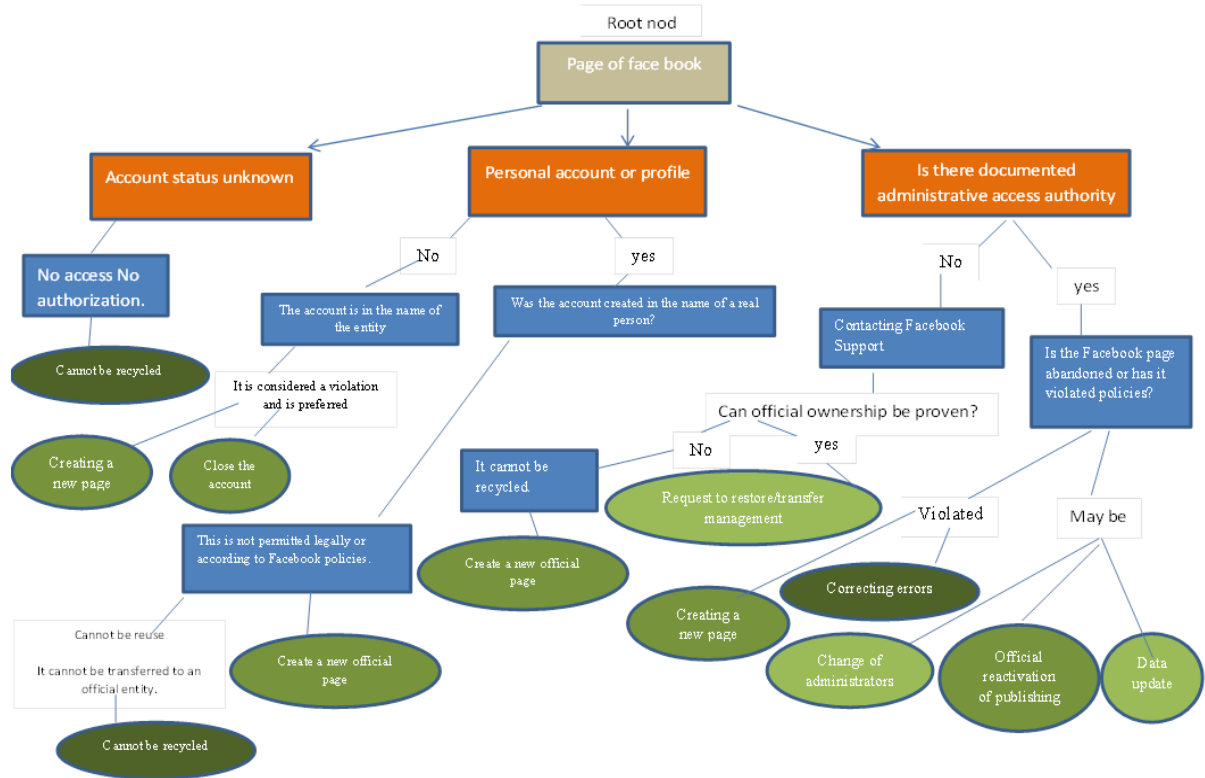 Root nod
Page of face book
Account status unknown
Personal account or profile
Is there documented
administrative access authority
No
yes
No
yes
No access No
authorization.
The account is in the name of
the entity
Was the account created in the name of a real
person?
Contacting Facebook
Support
Is the Facebook page
abandoned or has it
violated policies?
Cannot be recycled
It is considered a violation
and is preferred
Can official ownership be proven?
No
yes
Creating a
new page
Close the
account
It cannot be
recycled.
Request to restore/transfer
management
Violated
May be
This is not permitted legally or
according to Facebook policies.
Create a new official
page
Correcting errors
Creating a
new page
Change of
administrators
Official
reactivation
of publishing
Data
update
Cannot be reuse
It cannot be transferred to an
official entity.
Create a new official
page
Cannot be recycled